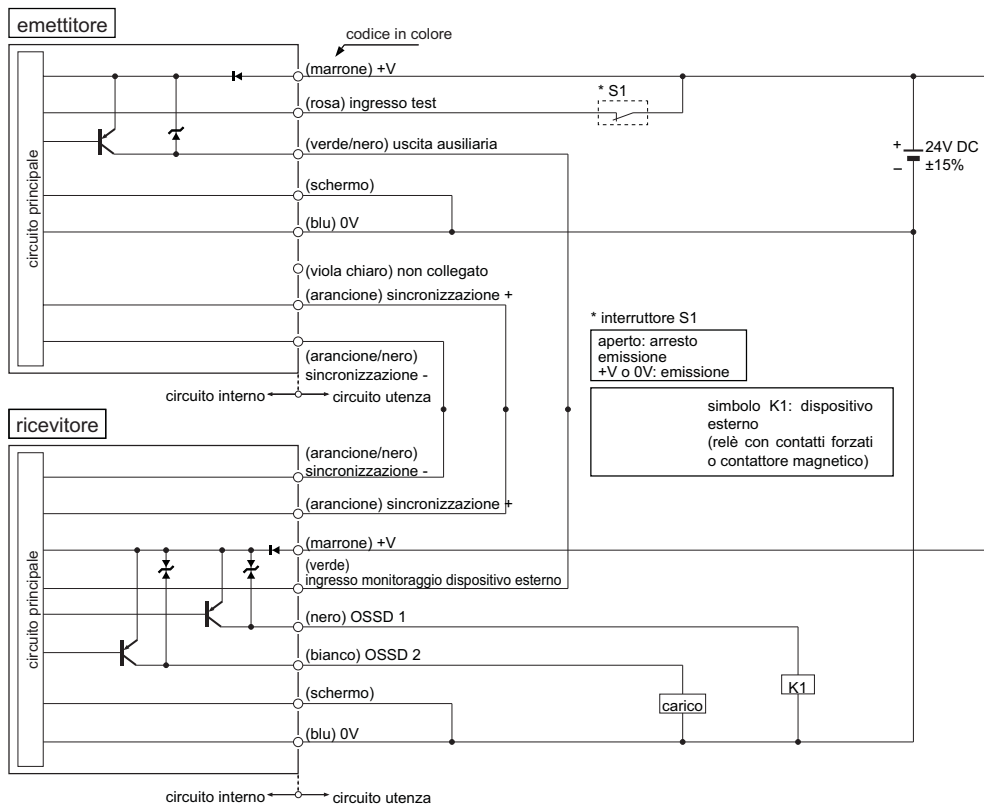 emettitore
codice in colore
circuito principale
(marrone) +V
(rosa) ingresso test
* S1
(verde/nero) uscita ausiliaria
+
–
24V DC
±15%
(schermo)
(blu) 0V
(viola chiaro) non collegato
(arancione) sincronizzazione +
(arancione/nero)
sincronizzazione -
circuito interno
circuito utenza
* interruttore S1
aperto: arresto
emissione
+V o 0V: emissione
simbolo K1: dispositivo
esterno
(relè con contatti forzati
o contattore magnetico)
ricevitore
circuito principale
(arancione/nero)
sincronizzazione -
(arancione) sincronizzazione +
(marrone) +V
(verde)
ingresso monitoraggio dispositivo esterno
(nero) OSSD 1
(bianco) OSSD 2
K1
carico
(schermo)
(blu) 0V
circuito interno
circuito utenza